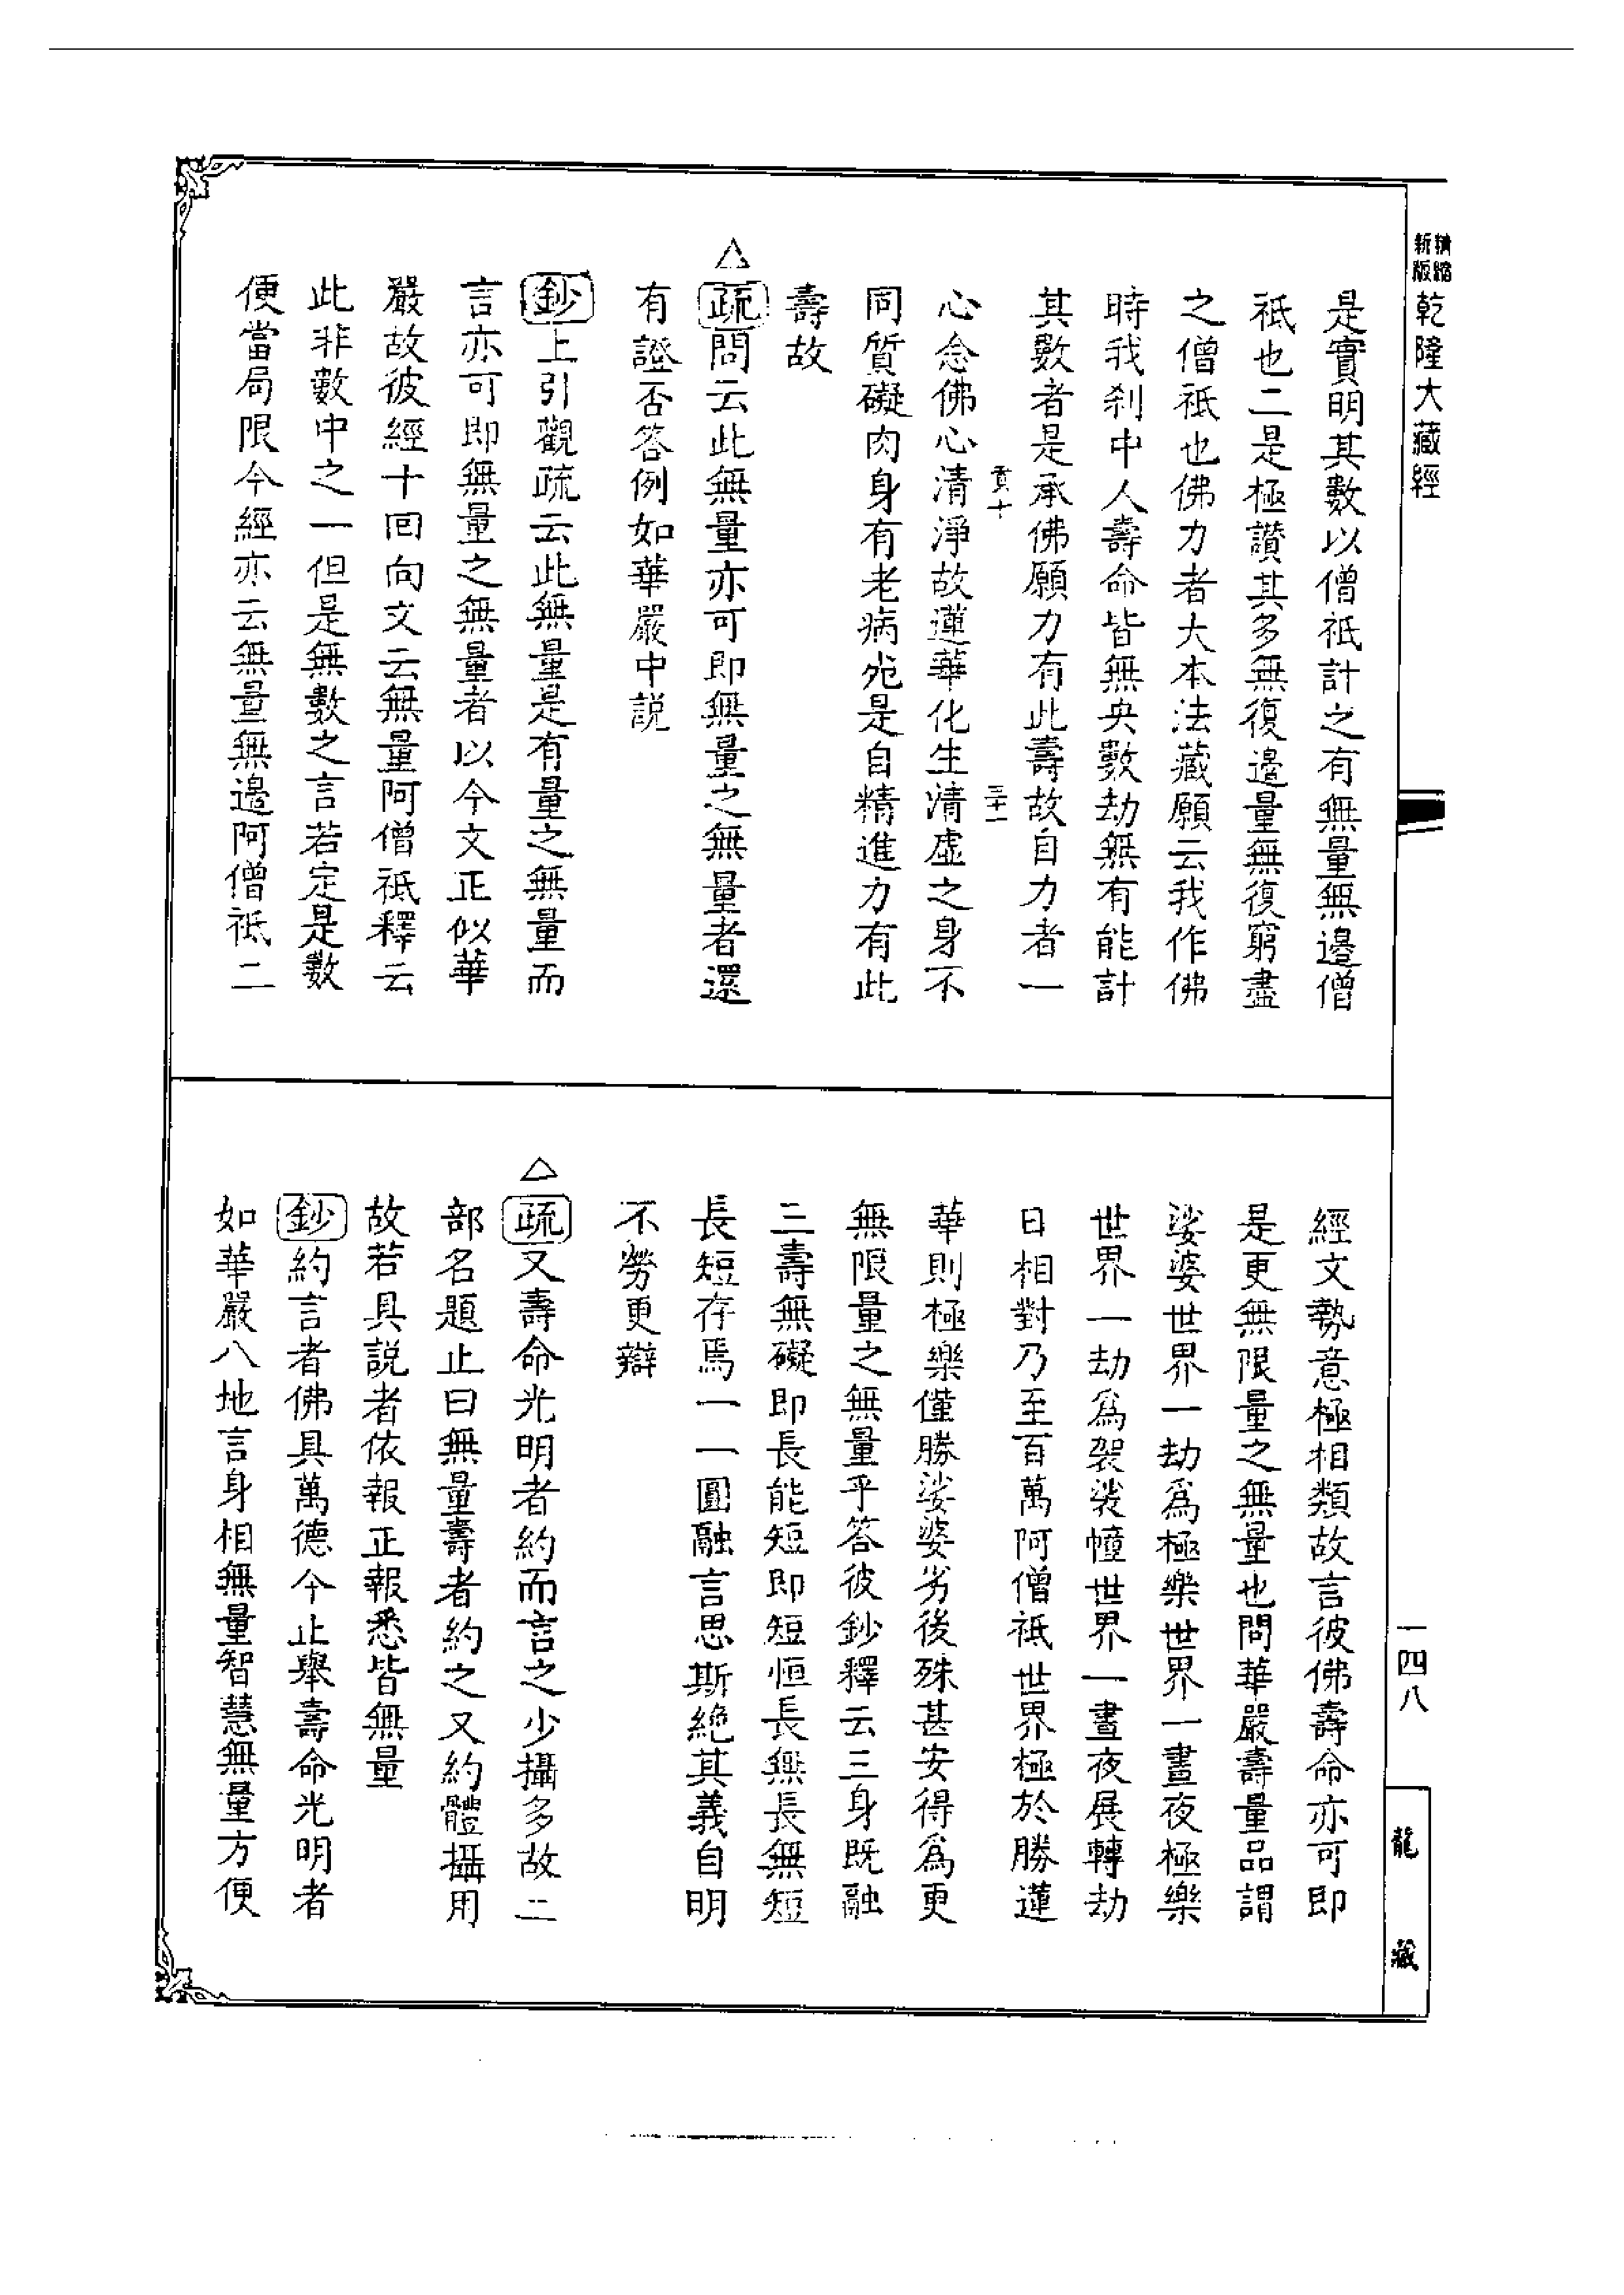 精縮新版乾隆大藏經
是實明其數以僧祇計之有無量無邊僧
祇也二是極讚其多無復邊量無復窮盡
之僧祇也佛力者大本法藏願云我作佛
時我刹中人壽命皆無央數劫無有能計
其數者是承佛願力有此壽故自力者一
貢十 三十一
心念佛心清淨故蓮華化生清虛之身不
同質礙肉身有老病死是自精進力有此
壽故
△疏問云此無量亦可即無量之無量者還
有證否答例如華嚴中説
鈔上引觀疏云此無量是有量之無量而
言亦可即無量之無量者以今文正似華
嚴故彼經十回向文云無量阿僧祇釋云
此非數中之一但是無數之言若定是數
便當局限今經亦云無量無邊阿僧祇二
經文勢意極相類故言彼佛壽命亦可即
是更無限量之無量也問華嚴壽量品謂
娑婆世界一劫爲極樂世界一晝夜極樂
世界一劫爲袈裟幢世界一晝夜展轉劫
日相對乃至百萬阿僧祇世界極於勝蓮
華則極樂僅勝娑婆劣後殊甚安得爲更
無限量之無量乎答彼鈔釋云三身既融
三壽無礙即長能短即短恒長無長無短
長短存焉一一圓融言思斯絶其義自明
不勞更辯
△疏又壽命光明者約而言之少攝多故二
部名題止曰無量壽者約之又約體攝用
故若具説者依報正報悉皆無量
鈔約言者佛具萬德今止舉壽命光明者
如華嚴八地言身相無量智慧無量方便
一四八
龍藏